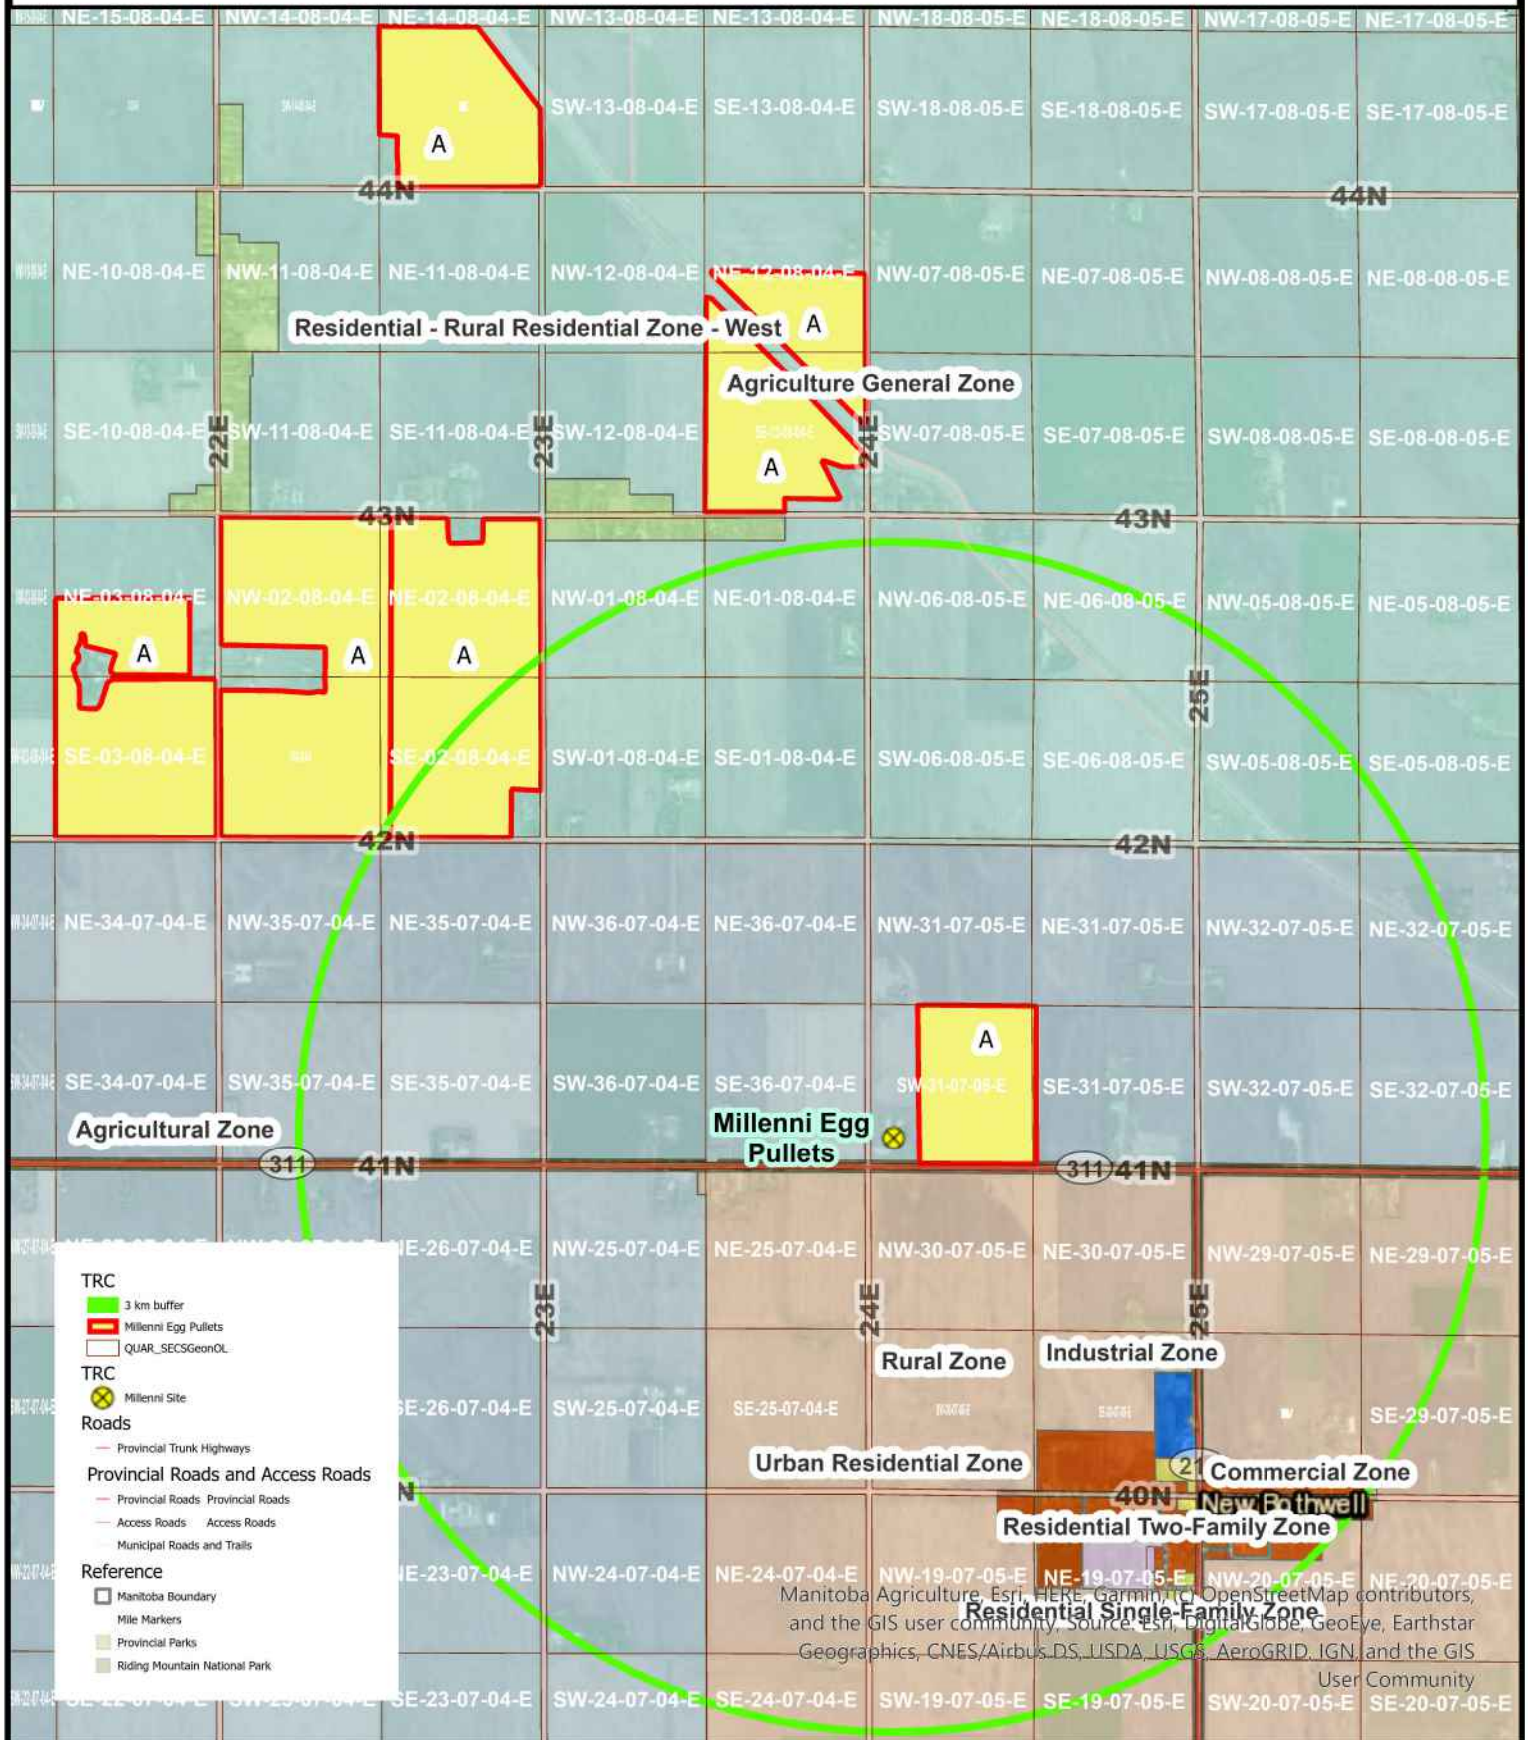 NE-15-08-04-E NW-14-08-04-E NE-14-08-04-E NW-13-08-04-E NE-13-08-04-E NW-18-08-05-E NE-18-08-05-E NW-17-08-05-E NE-17-08-05-E
SW-13-08-04-E SE-13-08-04-E SW-18-08-05-E SE-18-08-05-E SW-17-08-05-E SE-17-08-05-E
A
44N 44N
NE-10-08-04-E NW-11-08-04-E NE-11-08-04-E NW-12-08-04-E NE-12-08-04-E NW-07-08-05-E NE-07-08-05-E NW-08-08-05-E NE-08-08-05-E
Residential - Rural Residential Zone - West A
Agriculture General Zone
22E 23E 24E
SE-10-08-04-E SW-11-08-04-E SE-11-08-04-E SW-12-08-04-E SW-07-08-05-E SE-07-08-05-E SW-08-08-05-E SE-08-08-05-E
A
43N 43N
NE-03-08-04-E NW-02-08-04-E NE-02-08-04-E NW-01-08-04-E NE-01-08-04-E NW-06-08-05-E NE-06-08-05-E NW-05-08-05-E NE-05-08-05-E
A A A
25E
SE-03-08-04-E SE-02-08-04-E SW-01-08-04-E SE-01-08-04-E SW-06-08-05-E SE-06-08-05-E SW-05-08-05-E SE-05-08-05-E
42N 42N
NE-34-07-04-E NW-35-07-04-E NE-35-07-04-E NW-36-07-04-E NE-36-07-04-E NW-31-07-05-E NE-31-07-05-E NW-32-07-05-E NE-32-07-05-E
A
SE-34-07-04-E SW-35-07-04-E SE-35-07-04-E SW-36-07-04-E SE-36-07-04-E SW-31-07-05-E SE-31-07-05-E SW-32-07-05-E SE-32-07-05-E
Agricultural Zone
Millenni Egg
Pullets
311 41N 311 41N
NE-26-07-04-E NW-25-07-04-E NE-25-07-04-E NW-30-07-05-E NE-30-07-05-E NW-29-07-05-E NE-29-07-05-E
23E 24E 25E
Rural Zone Industrial Zone
SE-26-07-04-E SW-25-07-04-E SE-25-07-04-E SE-29-07-05-E
Urban Residential Zone
21
Commercial Zone
40N
New Bothwell
Residential Two-Family Zone
NE-23-07-04-E NW-24-07-04-E NE-24-07-04-E NW-19-07-05-E NE-19-07-05-E NW-20-07-05-E NE-20-07-05-E
Residential Single-Family Zone
SE-23-07-04-E SW-24-07-04-E SE-24-07-04-E SW-19-07-05-E SE-19-07-05-E SW-20-07-05-E SE-20-07-05-E
TRC
3 km buffer
Millenni Egg Pullets
QUAR_SECSGeonOL
TRC
Millenni Site
Roads
Provincial Trunk Highways
Provincial Roads and Access Roads
Provincial Roads Provincial Roads
Access Roads Access Roads
Municipal Roads and Trails
Reference
Manitoba Boundary
Mile Markers
Provincial Parks
Riding Mountain National Park
Manitoba Agriculture, Esri, HERE, Garmin, (c) OpenStreetMap contributors,
and the GIS user community, Source: Esri, DigitalGlobe, GeoEye, Earthstar
Geographics, CNES/Airbus DS, USDA, USGS, AeroGRID, IGN, and the GIS
User Community